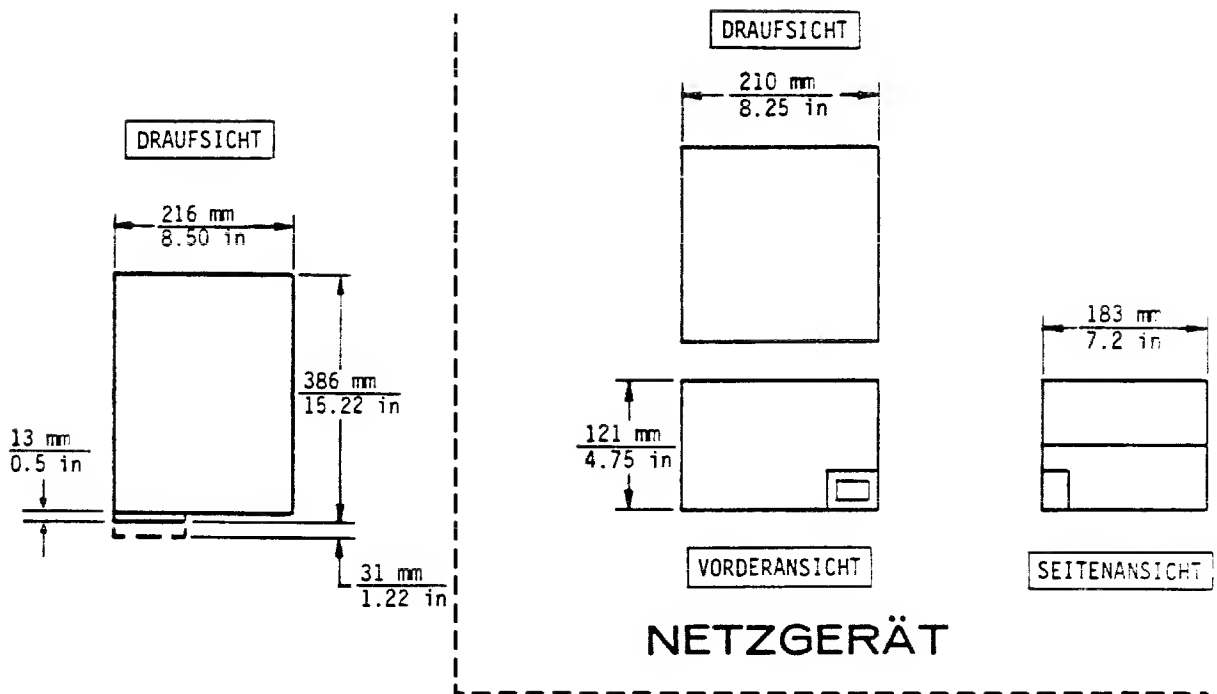 DRAUFSICHT
216 mm
8.50 in
386 mm
15.22 in
13 mm
0.5 in
31 mm
1.22 in
DRAUFSICHT
210 mm
8.25 in
121 mm
4.75 in
183 mm
7.2 in
VORDERANSICHT
SEITENANSICHT
NETZGERÄT